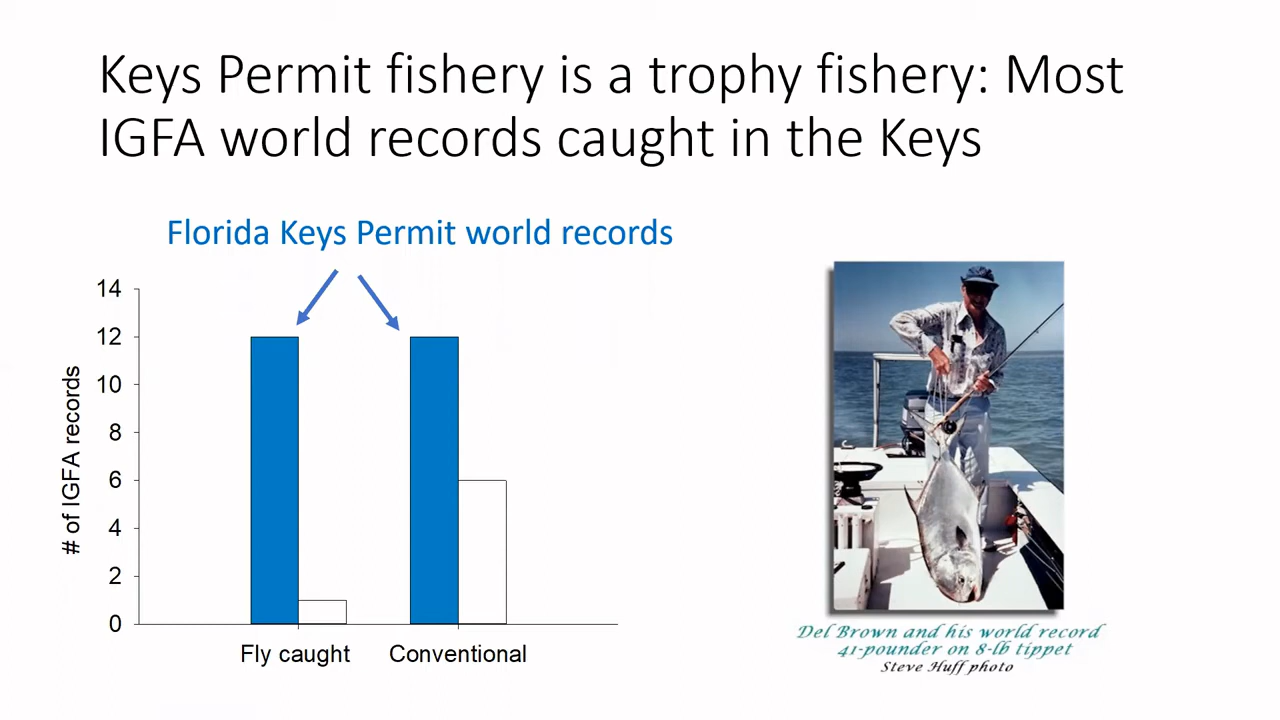 Keys Permit fishery is a trophy fishery: Most
IGFA world records caught in the Keys
Florida Keys Permit world records
14
12
10
8
6
4
2
0
# of IGFA records
Fly caught
Conventional
Del Brown and his world record
41-pounder on 8-lb tippet
Steve Huff photo